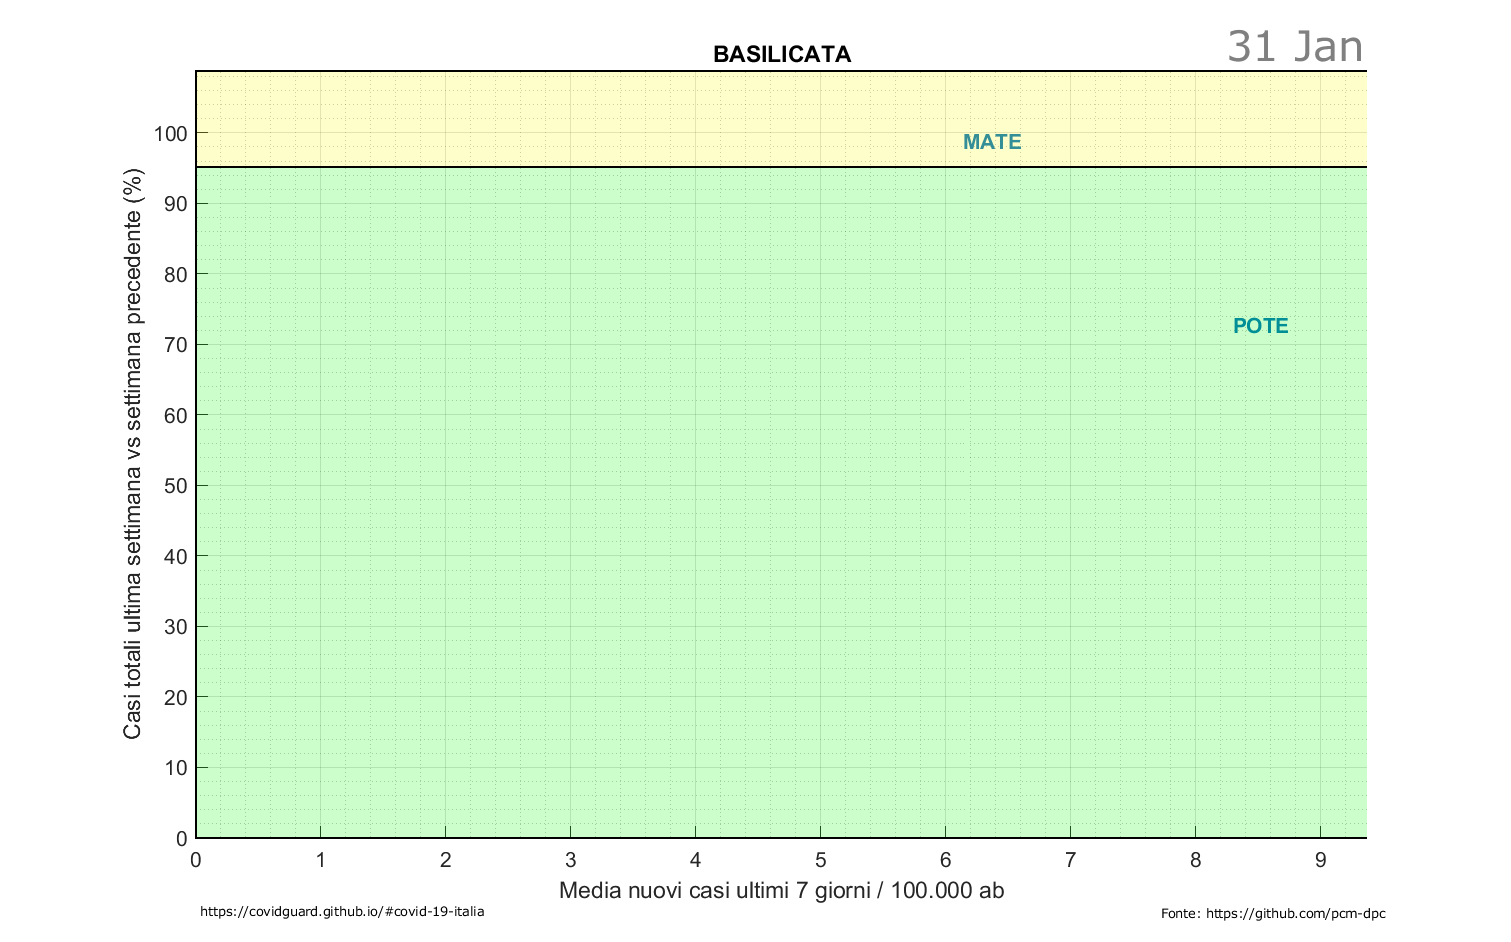 31 Jan
BASILICATA
100
90
80
70
60
50
40
30
20
10
0
Casi totali ultima settimana vs settimana precedente (%)
MATE
POTE
0 1 2 3 4 5 6 7 8 9
Media nuovi casi ultimi 7 giorni / 100.000 ab
https://covidguard.github.io/#covid-19-italia
Fonte: https://github.com/pcm-dpc